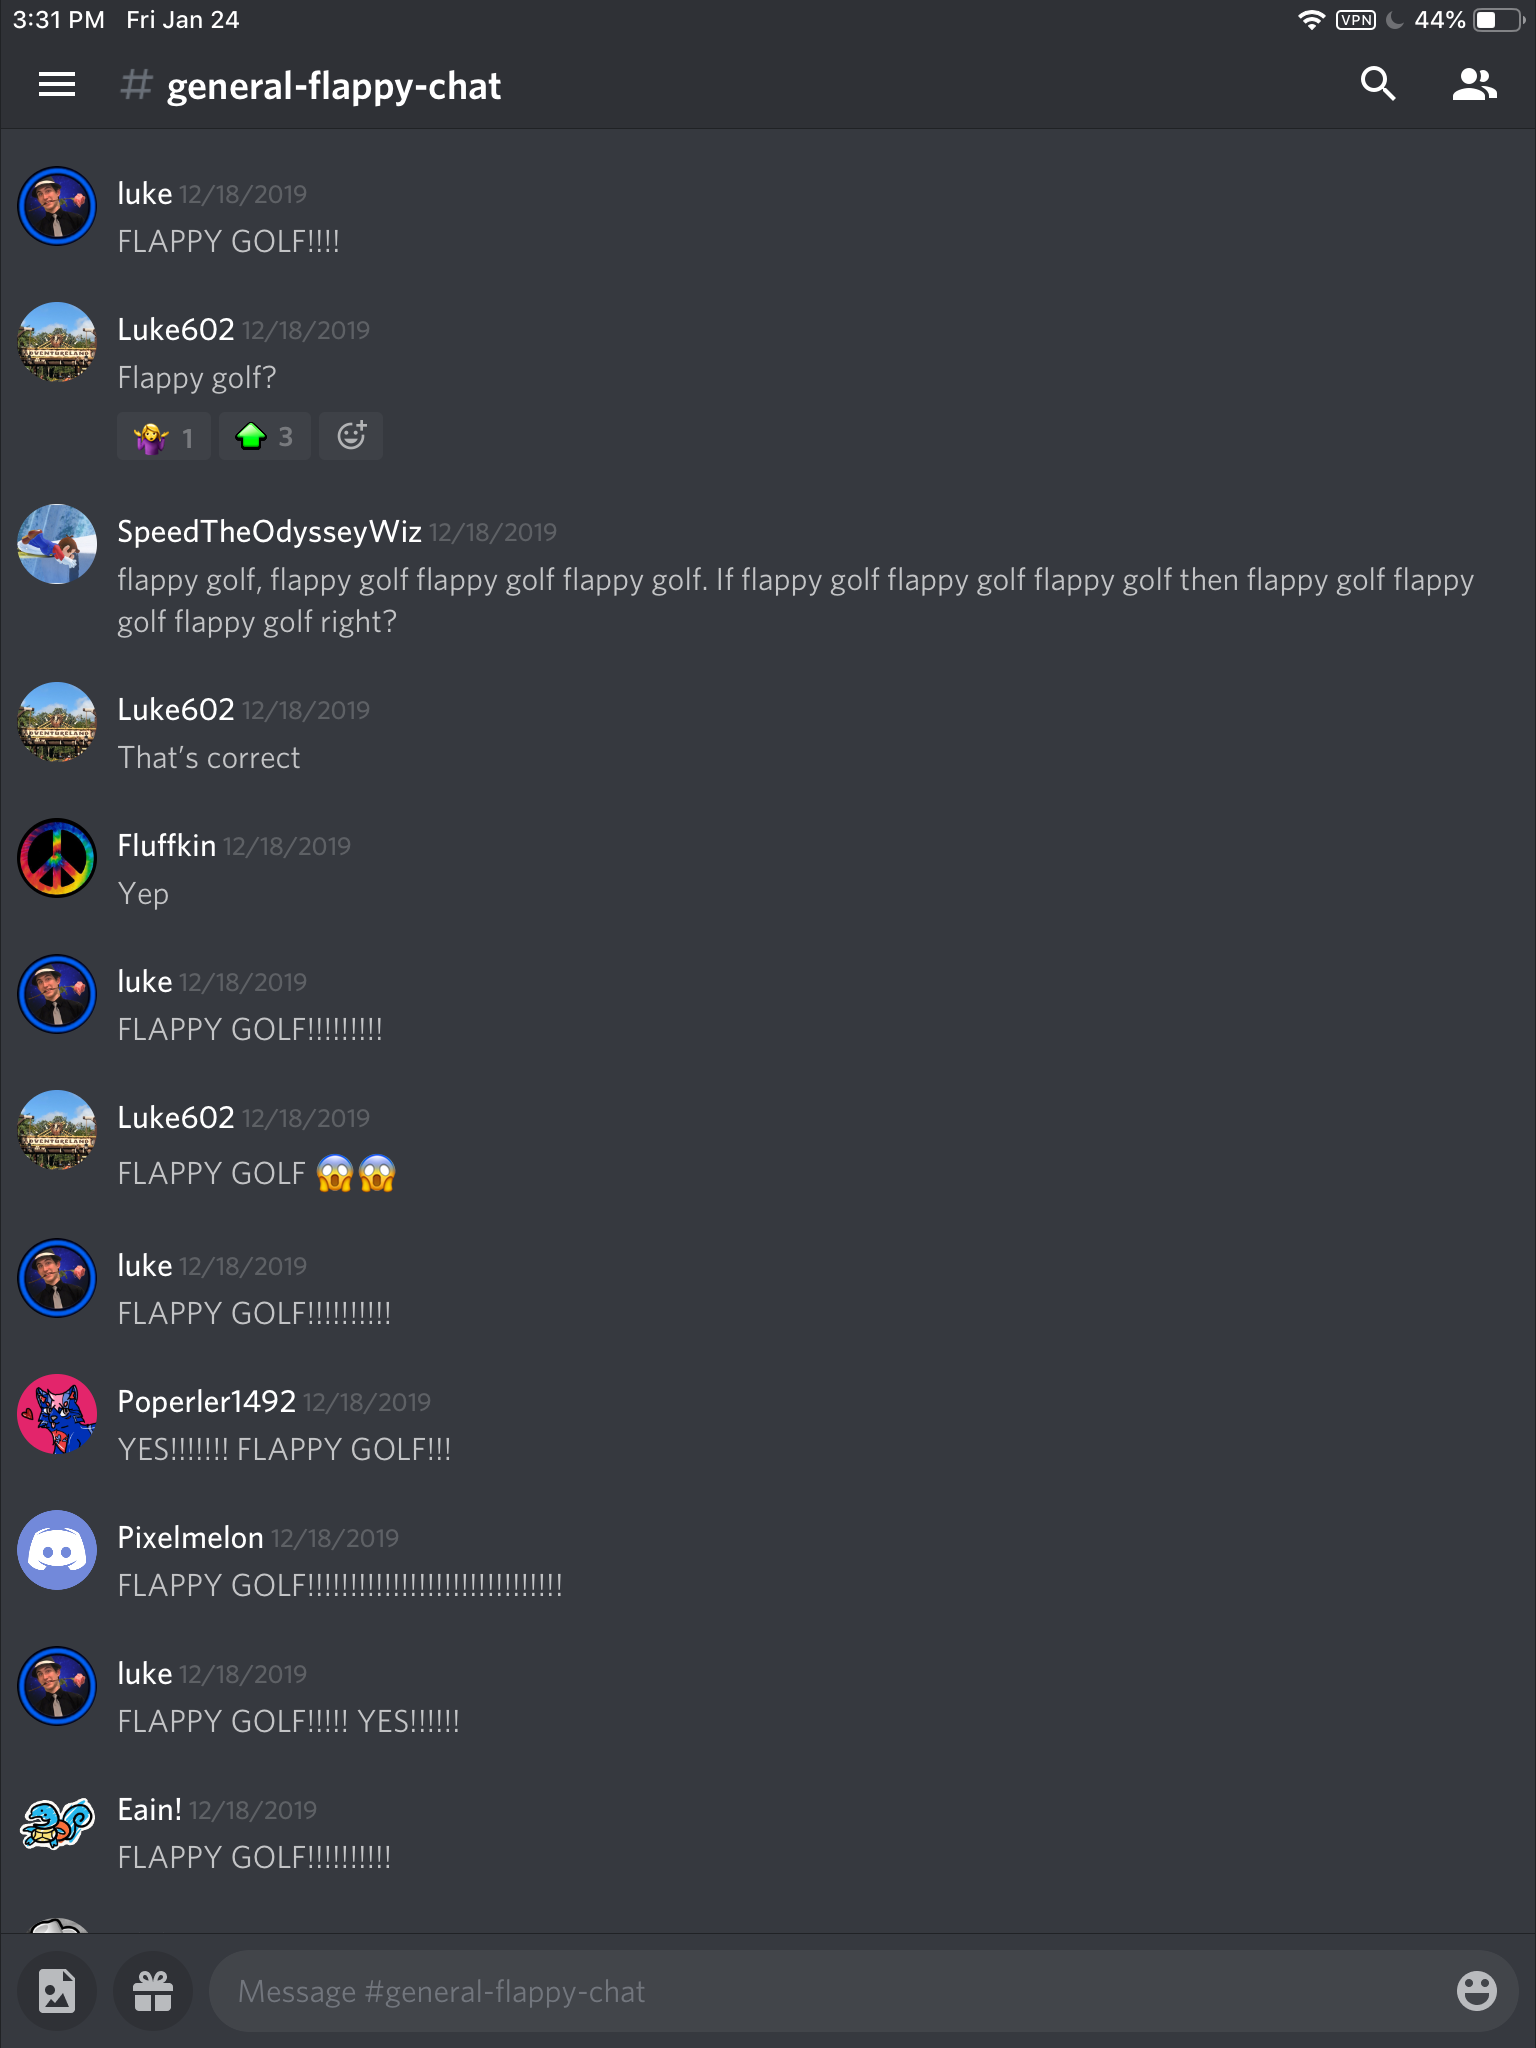 3:31 PM Fri Jan 24 VPN 44%
# general-flappy-chat
luke 12/18/2019
FLAPPY GOLF!!!!
Luke602 12/18/2019
Flappy golf?
1 3
SpeedTheOdysseyWiz 12/18/2019
flappy golf, flappy golf flappy golf flappy golf. If flappy golf flappy golf flappy golf then flappy golf flappy
golf flappy golf right?
Luke602 12/18/2019
That’s correct
Fluffkin 12/18/2019
Yep
luke 12/18/2019
FLAPPY GOLF!!!!!!!!!
Luke602 12/18/2019
FLAPPY GOLF 😱😱
luke 12/18/2019
FLAPPY GOLF!!!!!!!!!!
Poperler1492 12/18/2019
YES!!!!!!! FLAPPY GOLF!!!
Pixelmelon 12/18/2019
FLAPPY GOLF!!!!!!!!!!!!!!!!!!!!!!!!!!!!!!
luke 12/18/2019
FLAPPY GOLF!!!!! YES!!!!!!
Eain! 12/18/2019
FLAPPY GOLF!!!!!!!!!!
Message #general-flappy-chat